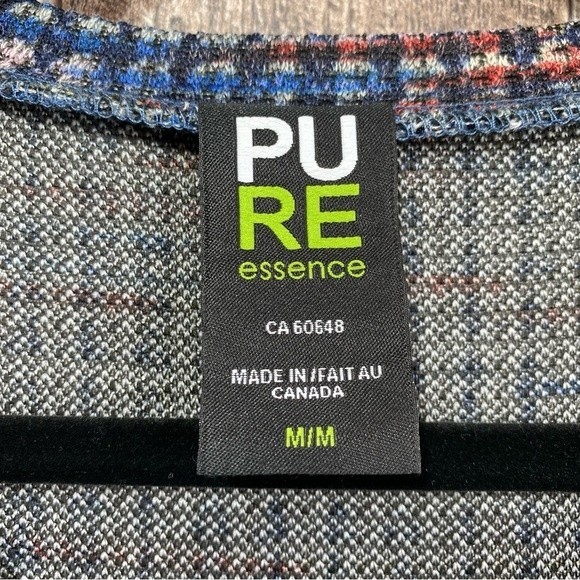 PU
RE
essence
CA 60648
MADE IN/FAIT AU
CANADA
M/M